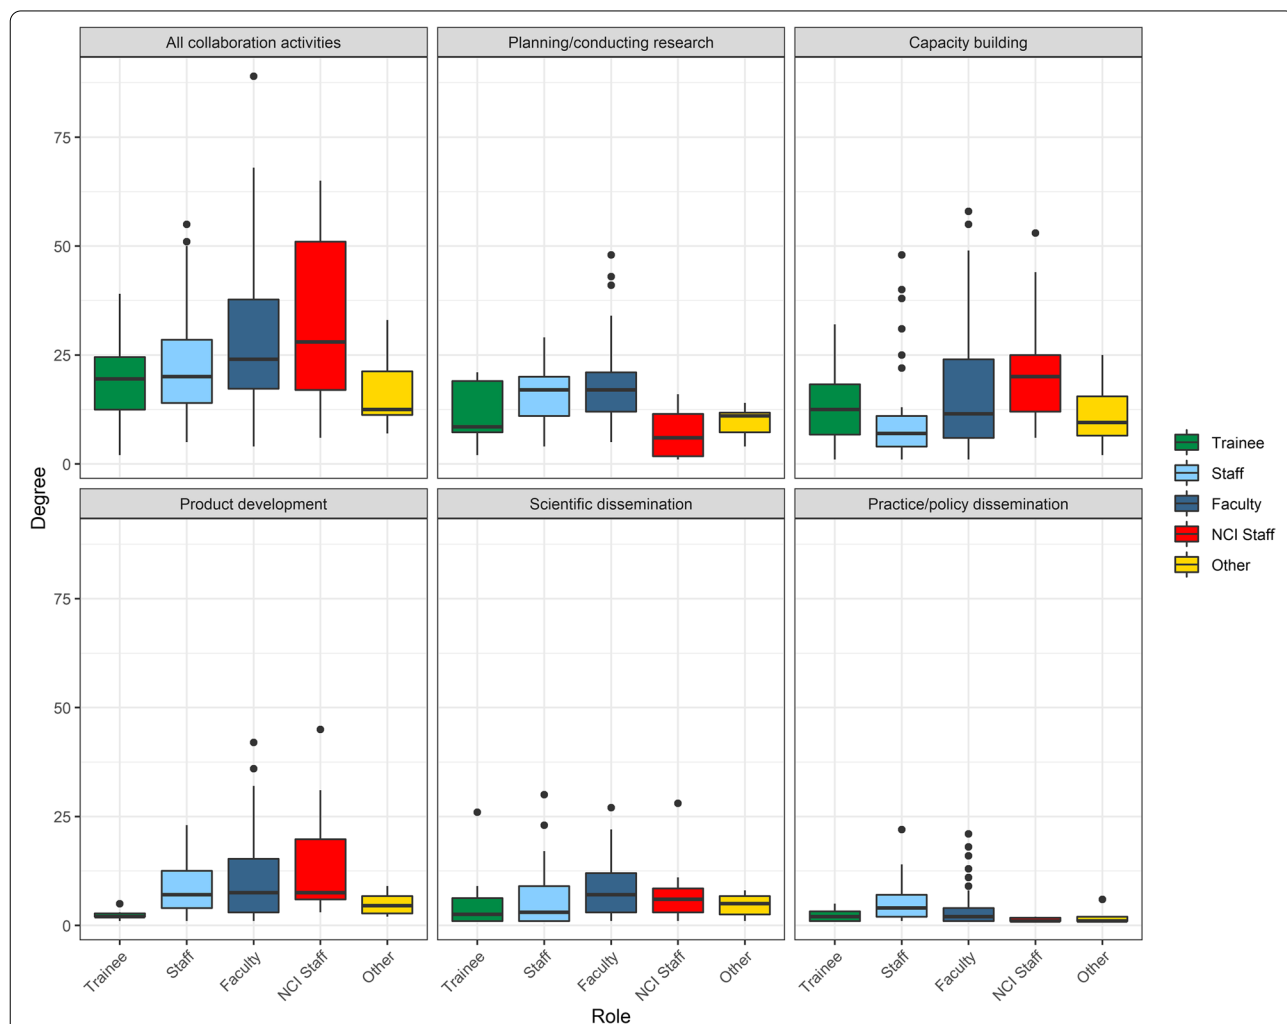 All collaboration activities
Planning/conducting research
Capacity building
75
50
25
0
Degree
Product development
Scientific dissemination
Practice/policy dissemination
75
50
25
0
Trainee
Staff
Faculty
NCI Staff
Other
Trainee
Staff
Faculty
NCI Staff
Other
Trainee
Staff
Faculty
NCI Staff
Other
Role
Trainee
Staff
Faculty
NCI Staff
Other